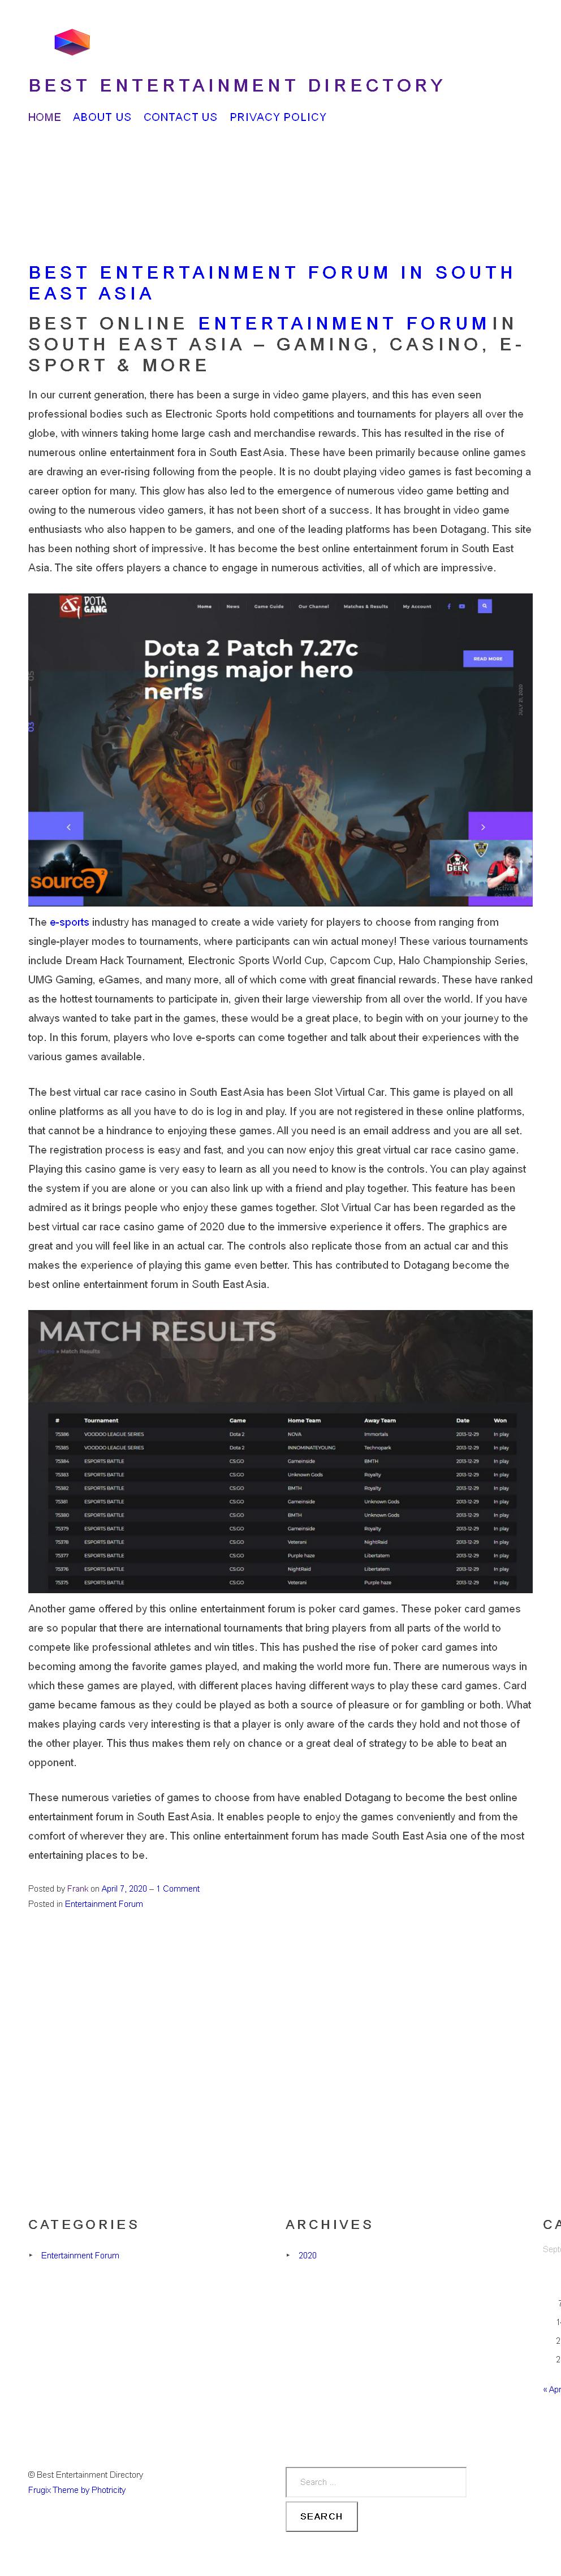 BEST ENTERTAINMENT DIRECTORY
HOME ABOUT US CONTACT US PRIVACY POLICY
BEST ENTERTAINMENT FORUM IN SOUTH
EAST ASIA
BEST ONLINE ENTERTAINMENT FORUM IN
SOUTH EAST ASIA – GAMING, CASINO, E-
SPORT & MORE
In our current generation, there has been a surge in video game players, and this has even seen
professional bodies such as Electronic Sports hold competitions and tournaments for players all over the
globe, with winners taking home large cash and merchandise rewards. This has resulted in the rise of
numerous online entertainment fora in South East Asia. These have been primarily because online games
are drawing an ever-rising following from the people. It is no doubt playing video games is fast becoming a
career option for many. This glow has also led to the emergence of numerous video game betting and
owing to the numerous video gamers, it has not been short of a success. It has brought in video game
enthusiasts who also happen to be gamers, and one of the leading platforms has been Dotagang. This site
has been nothing short of impressive. It has become the best online entertainment forum in South East
Asia. The site offers players a chance to engage in numerous activities, all of which are impressive.
DOTA
GANG
Home News Game Guide Our Channel Matches & Results My Account
Dota 2 Patch 7.27c
brings major hero
nerfs
READ MORE
JULY 21, 2020
source
GEEK
The e-sports industry has managed to create a wide variety for players to choose from ranging from
single-player modes to tournaments, where participants can win actual money! These various tournaments
include Dream Hack Tournament, Electronic Sports World Cup, Capcom Cup, Halo Championship Series,
UMG Gaming, eGames, and many more, all of which come with great financial rewards. These have ranked
as the hottest tournaments to participate in, given their large viewership from all over the world. If you have
always wanted to take part in the games, these would be a great place, to begin with on your journey to the
top. In this forum, players who love e-sports can come together and talk about their experiences with the
various games available.
The best virtual car race casino in South East Asia has been Slot Virtual Car. This game is played on all
online platforms as all you have to do is log in and play. If you are not registered in these online platforms,
that cannot be a hindrance to enjoying these games. All you need is an email address and you are all set.
The registration process is easy and fast, and you can now enjoy this great virtual car race casino game.
Playing this casino game is very easy to learn as all you need to know is the controls. You can play against
the system if you are alone or you can also link up with a friend and play together. This feature has been
admired as it brings people who enjoy these games together. Slot Virtual Car has been regarded as the
best virtual car race casino game of 2020 due to the immersive experience it offers. The graphics are
great and you will feel like in an actual car. The controls also replicate those from an actual car and this
makes the experience of playing this game even better. This has contributed to Dotagang become the
best online entertainment forum in South East Asia.
MATCH RESULTS
Home » Match Results
# Tournament Game Home Team Away Team Date Won
75386 VOODOO LEAGUE SERIES Dota 2 NOVA Immortals 2013-12-29 In play
75385 VOODOO LEAGUE SERIES Dota 2 INNOMINATEYOUNG Technopark 2013-12-29 In play
75384 ESPORTS BATTLE CS:GO Gameinside BMTH 2013-12-29 In play
75383 ESPORTS BATTLE CS:GO Unknown Gods Royalty 2013-12-29 In play
75382 ESPORTS BATTLE CS:GO BMTH Royalty 2013-12-29 In play
75381 ESPORTS BATTLE CS:GO Gameinside Unknown Gods 2013-12-29 In play
75380 ESPORTS BATTLE CS:GO BMTH Unknown Gods 2013-12-29 In play
75379 ESPORTS BATTLE CS:GO Gameinside Royalty 2013-12-29 In play
75378 ESPORTS BATTLE CS:GO Veterani NightRaid 2013-12-29 In play
75377 ESPORTS BATTLE CS:GO Purple haze Libertatem 2013-12-29 In play
75376 ESPORTS BATTLE CS:GO NightRaid Libertatem 2013-12-29 In play
75375 ESPORTS BATTLE CS:GO Veterani Purple haze 2013-12-29 In play
Another game offered by this online entertainment forum is poker card games. These poker card games
are so popular that there are international tournaments that bring players from all parts of the world to
compete like professional athletes and win titles. This has pushed the rise of poker card games into
becoming among the favorite games played, and making the world more fun. There are numerous ways in
which these games are played, with different places having different ways to play these card games. Card
game became famous as they could be played as both a source of pleasure or for gambling or both. What
makes playing cards very interesting is that a player is only aware of the cards they hold and not those of
the other player. This thus makes them rely on chance or a great deal of strategy to be able to beat an
opponent.
These numerous varieties of games to choose from have enabled Dotagang to become the best online
entertainment forum in South East Asia. It enables people to enjoy the games conveniently and from the
comfort of wherever they are. This online entertainment forum has made South East Asia one of the most
entertaining places to be.
Posted by Frank on April 7, 2020 – 1 Comment
Posted in Entertainment Forum
CATEGORIES ARCHIVES CA
Entertainment Forum 2020 Septe
7
14
2
2
« Apr
© Best Entertainment Directory
Frugix Theme by Photricity
Search …
SEARCH